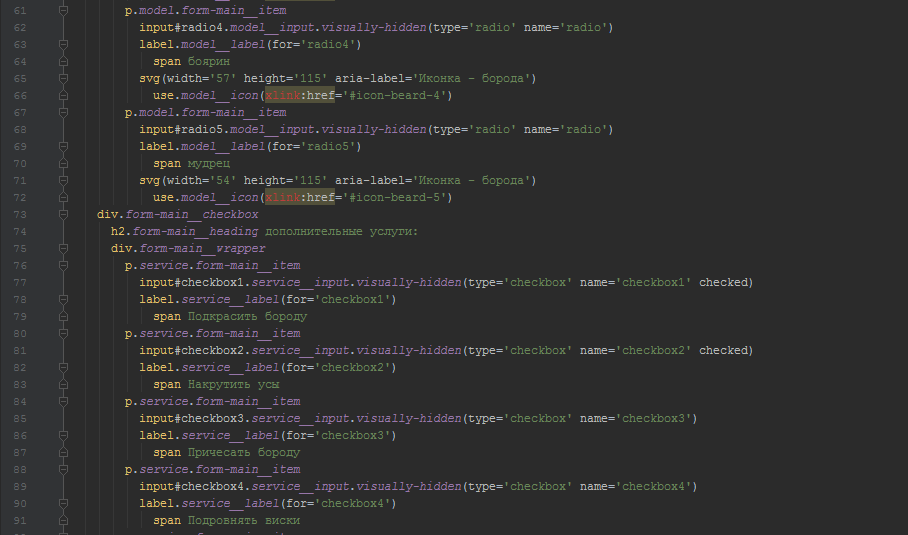 61 p.model.form-main__item
62 input#radio4.model__input.visually-hidden(type='radio' name='radio')
63 label.model__label(for='radio4')
64 span боярин
65 svg(width='57' height='115' aria-label='Иконка - борода')
66 use.model__icon(xlink:href='#icon-beard-4')
67 p.model.form-main__item
68 input#radio5.model__input.visually-hidden(type='radio' name='radio')
69 label.model__label(for='radio5')
70 span мудрец
71 svg(width='54' height='115' aria-label='Иконка - борода')
72 use.model__icon(xlink:href='#icon-beard-5')
73 div.form-main__checkbox
74 h2.form-main__heading дополнительные услуги:
75 div.form-main__wrapper
76 p.service.form-main__item
77 input#checkbox1.service__input.visually-hidden(type='checkbox' name='checkbox1' checked)
78 label.service__label(for='checkbox1')
79 span Подкрасить бороду
80 p.service.form-main__item
81 input#checkbox2.service__input.visually-hidden(type='checkbox' name='checkbox2' checked)
82 label.service__label(for='checkbox2')
83 span Накрутить усы
84 p.service.form-main__item
85 input#checkbox3.service__input.visually-hidden(type='checkbox' name='checkbox3')
86 label.service__label(for='checkbox3')
87 span Причесать бороду
88 p.service.form-main__item
89 input#checkbox4.service__input.visually-hidden(type='checkbox' name='checkbox4')
90 label.service__label(for='checkbox4')
91 span Подровнять виски